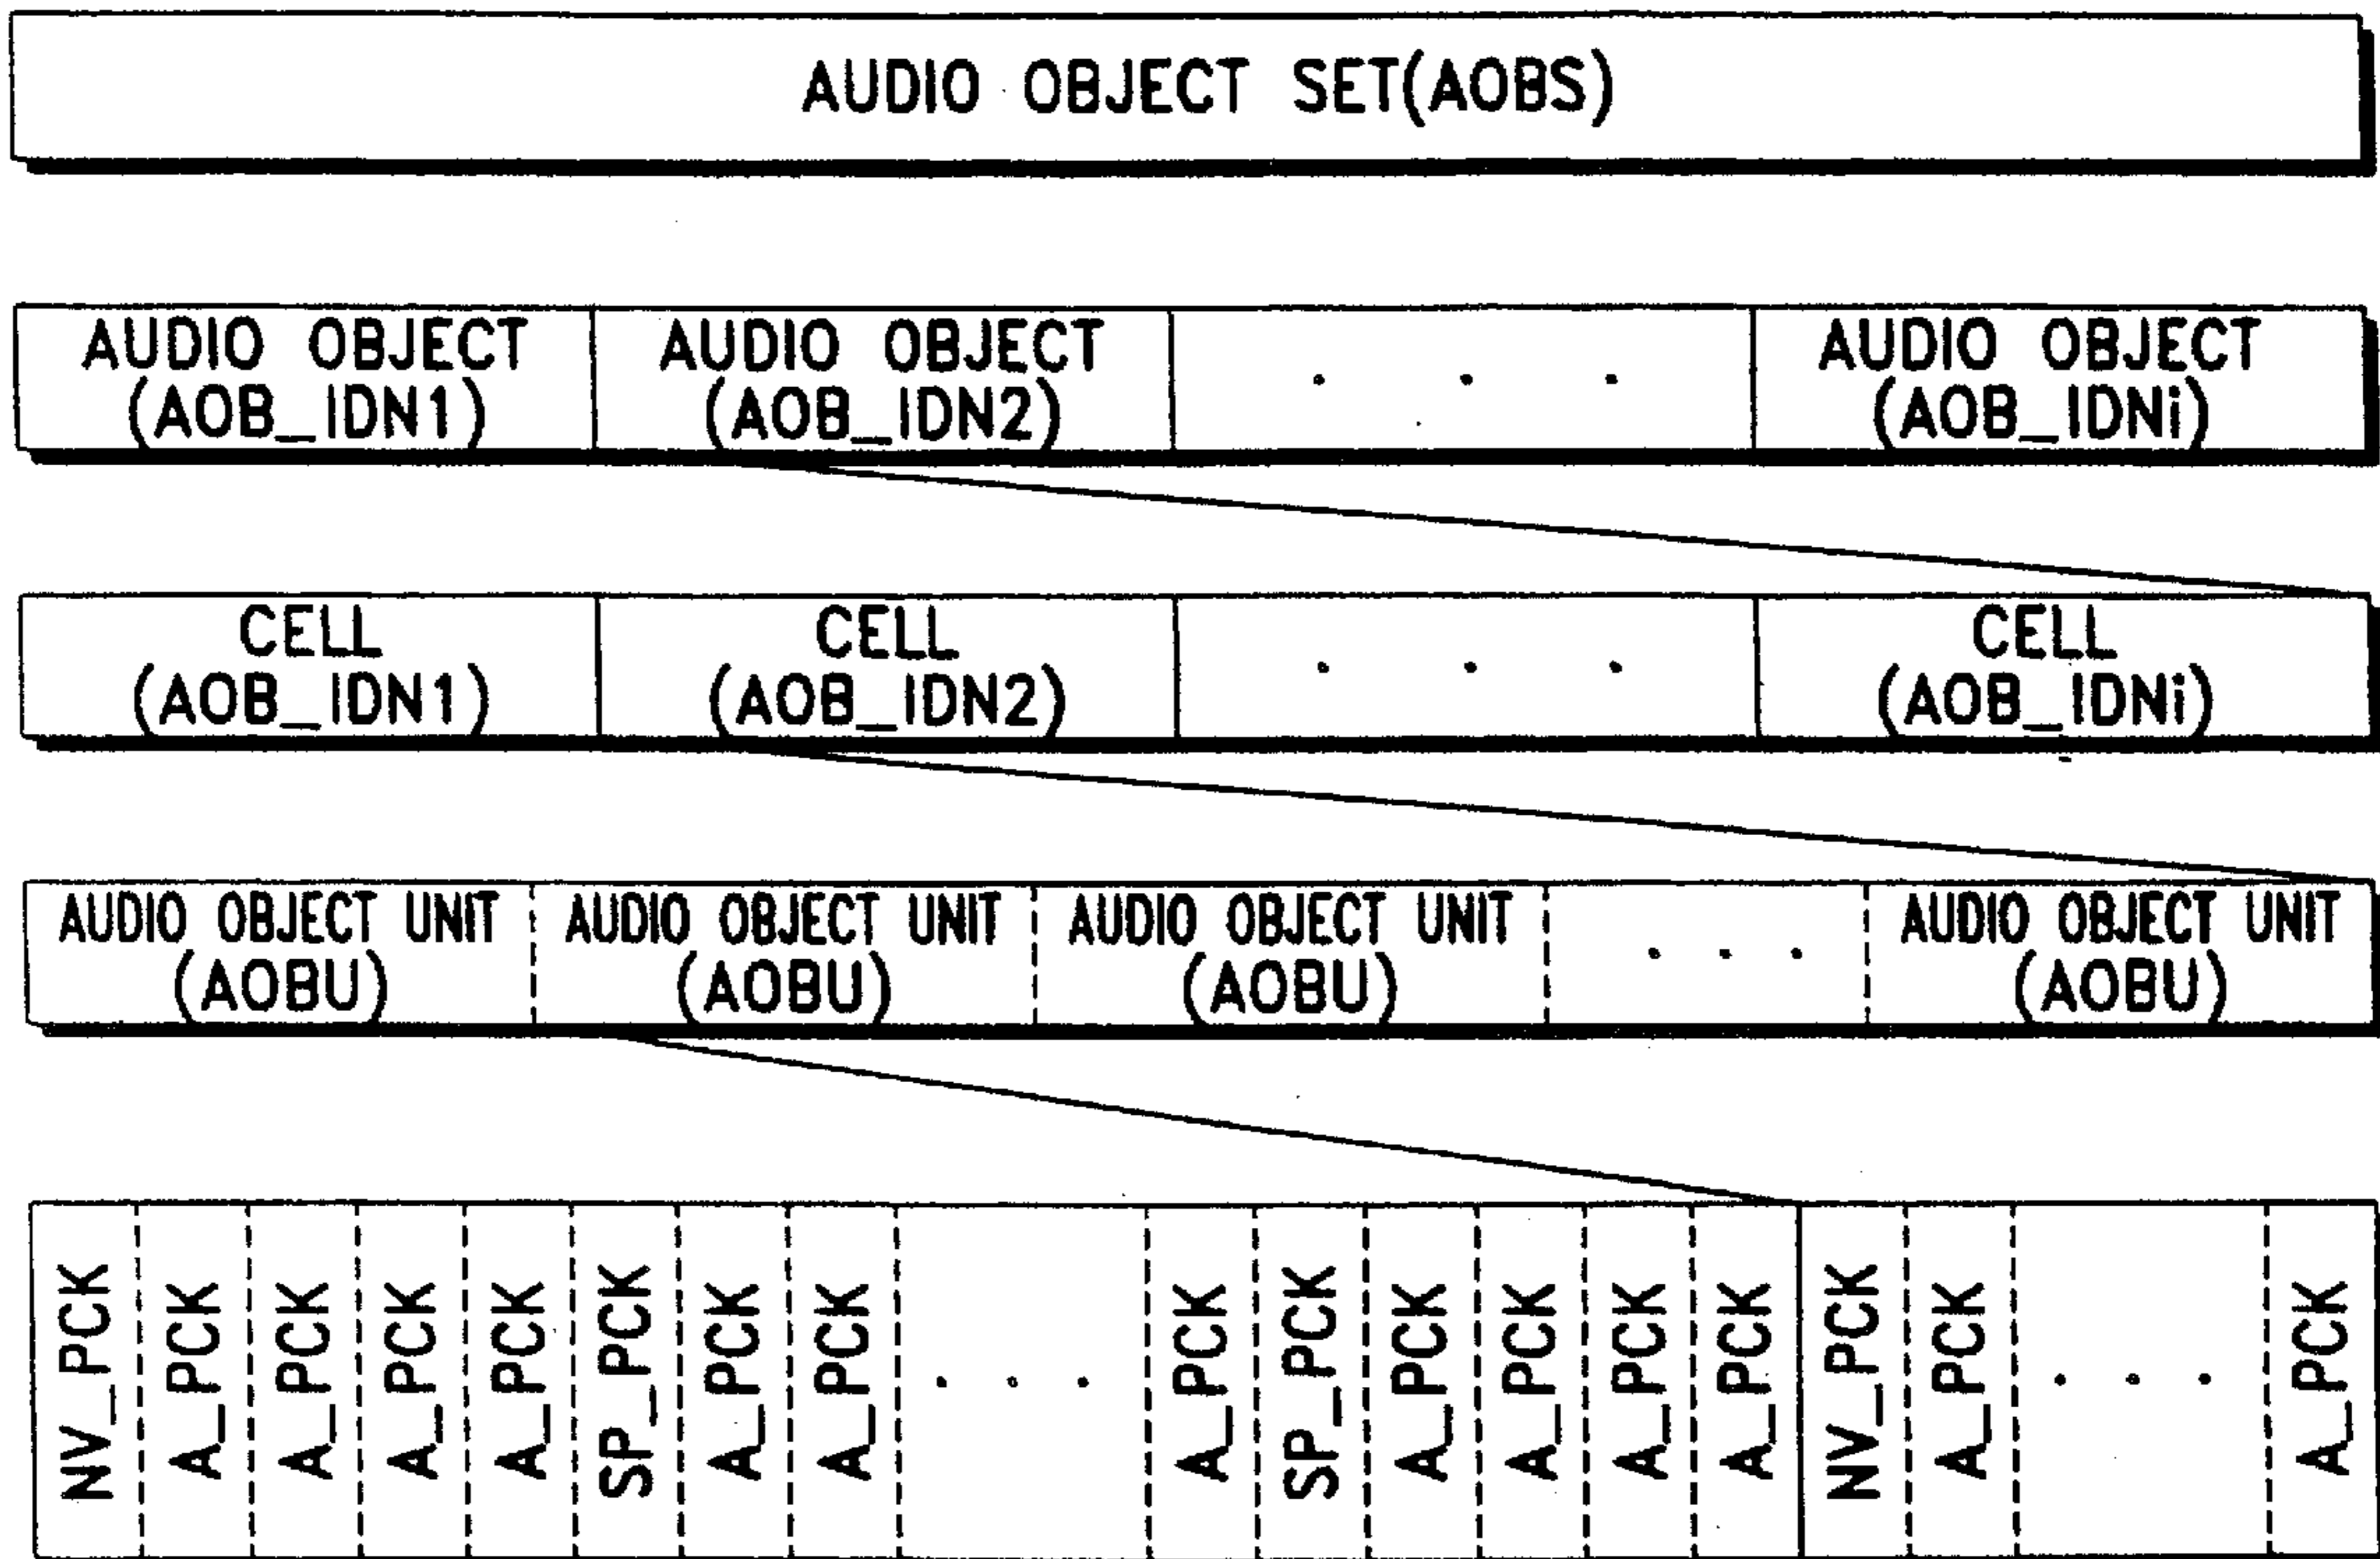 AUDIO OBJECT SET(AOBS)
AUDIO OBJECT
(AOB_IDN1)
AUDIO OBJECT
(AOB_IDN2)
. . .
AUDIO OBJECT
(AOB_IDNi)
CELL
(AOB_IDN1)
CELL
(AOB_IDN2)
. . .
CELL
(AOB_IDNi)
AUDIO OBJECT UNIT
(AOBU)
AUDIO OBJECT UNIT
(AOBU)
AUDIO OBJECT UNIT
(AOBU)
. . .
AUDIO OBJECT UNIT
(AOBU)
NV_PCK
A_PCK
A_PCK
A_PCK
A_PCK
SP_PCK
A_PCK
A_PCK
. . .
A_PCK
SP_PCK
A_PCK
A_PCK
A_PCK
A_PCK
NV_PCK
A_PCK
. . .
A_PCK